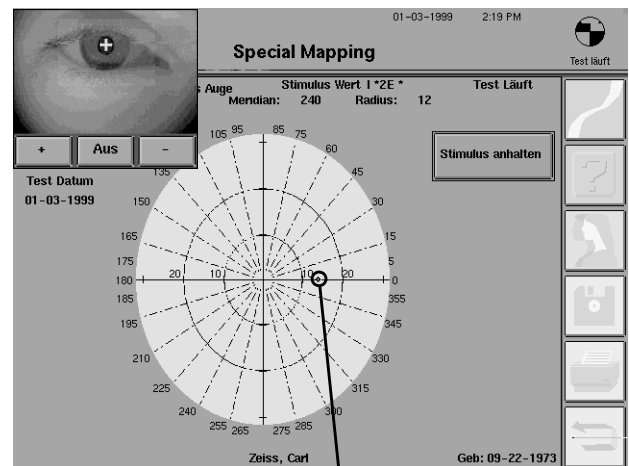 01-03-1999 2:19 PM
Special Mapping
Test läuft
s Auge Stimulus Wert I *2E * Test Läuft
Meridian: 240 Radius: 12
+ Aus -
Stimulus anhalten
Test Datum
01-03-1999
105 95 85 75
60
135 45
150 30
165 15
175 5
180 20 10 10 20 0
185 355
195 345
210 330
225 315
240 300
255 265 275 285
Zeiss, Carl Geb: 09-22-1973